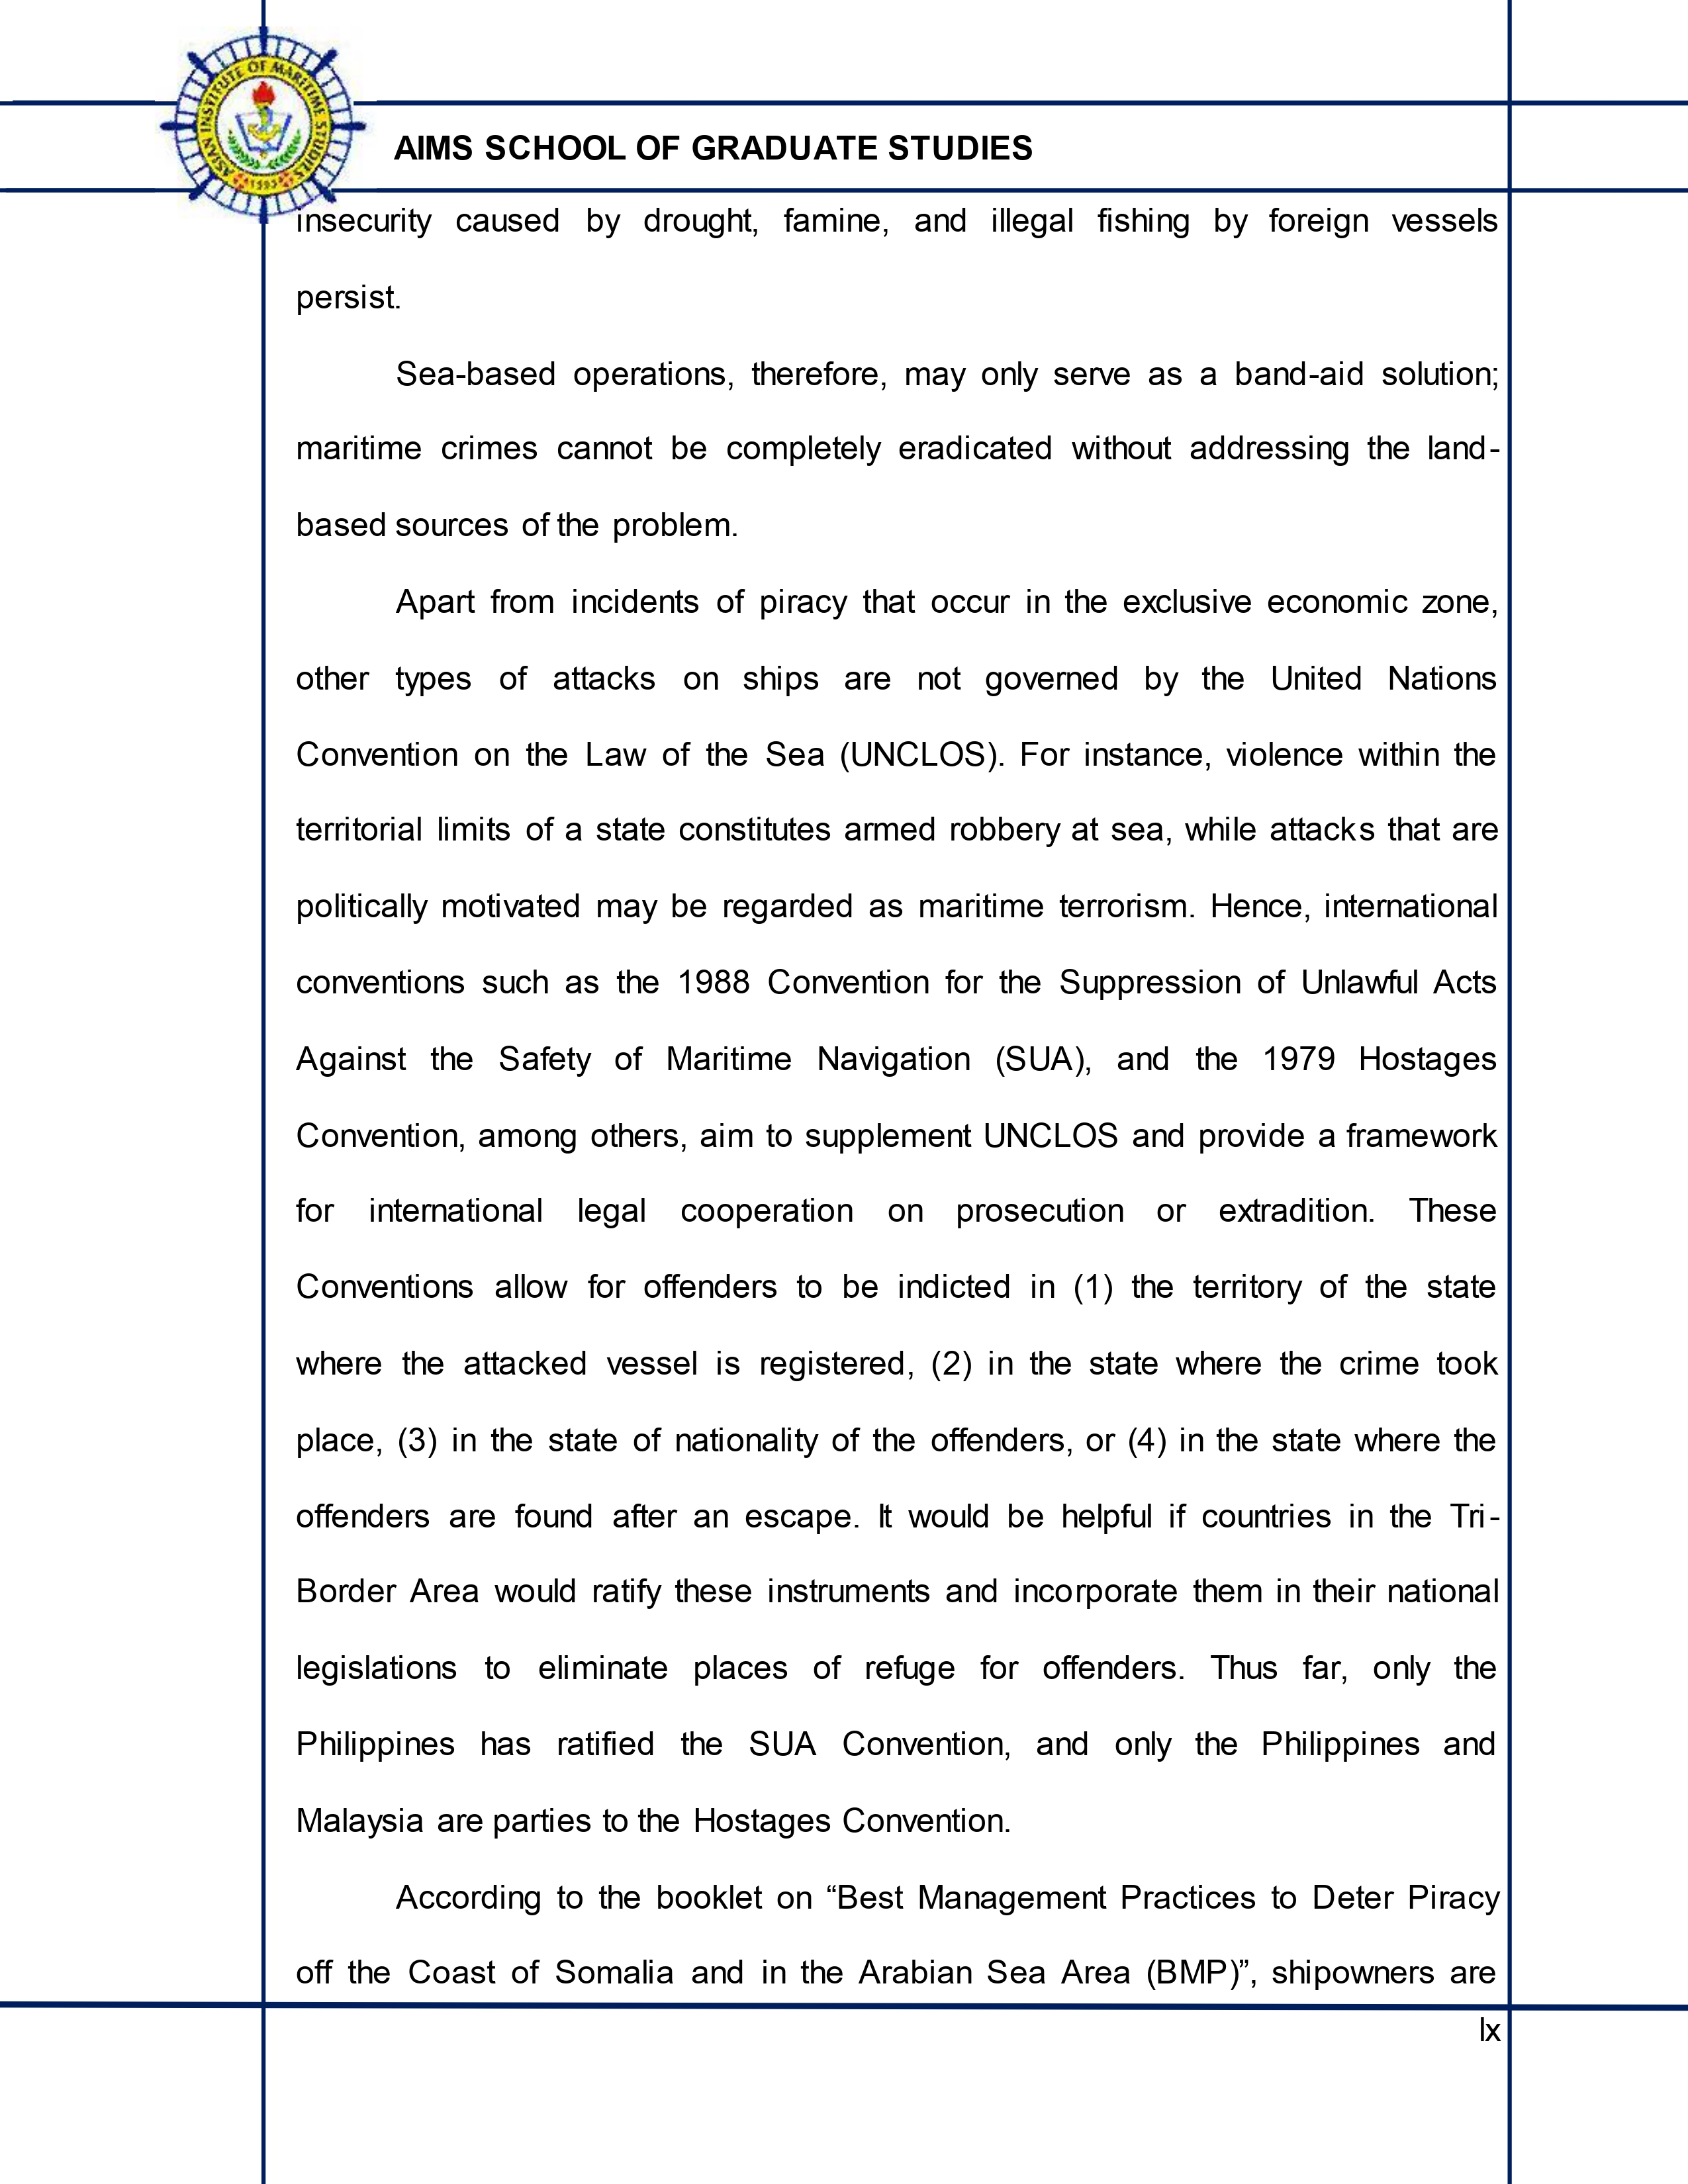 ASIAN INSTITUTE OF MARITIME STUDIES
1993
AIMS SCHOOL OF GRADUATE STUDIES
insecurity caused by drought, famine, and illegal fishing by foreign vessels
persist.
Sea-based operations, therefore, may only serve as a band-aid solution;
maritime crimes cannot be completely eradicated without addressing the land-
based sources of the problem.
Apart from incidents of piracy that occur in the exclusive economic zone,
other types of attacks on ships are not governed by the United Nations
Convention on the Law of the Sea (UNCLOS). For instance, violence within the
territorial limits of a state constitutes armed robbery at sea, while attacks that are
politically motivated may be regarded as maritime terrorism. Hence, international
conventions such as the 1988 Convention for the Suppression of Unlawful Acts
Against the Safety of Maritime Navigation (SUA), and the 1979 Hostages
Convention, among others, aim to supplement UNCLOS and provide a framework
for international legal cooperation on prosecution or extradition. These
Conventions allow for offenders to be indicted in (1) the territory of the state
where the attacked vessel is registered, (2) in the state where the crime took
place, (3) in the state of nationality of the offenders, or (4) in the state where the
offenders are found after an escape. It would be helpful if countries in the Tri-
Border Area would ratify these instruments and incorporate them in their national
legislations to eliminate places of refuge for offenders. Thus far, only the
Philippines has ratified the SUA Convention, and only the Philippines and
Malaysia are parties to the Hostages Convention.
According to the booklet on “Best Management Practices to Deter Piracy
off the Coast of Somalia and in the Arabian Sea Area (BMP)”, shipowners are
lx